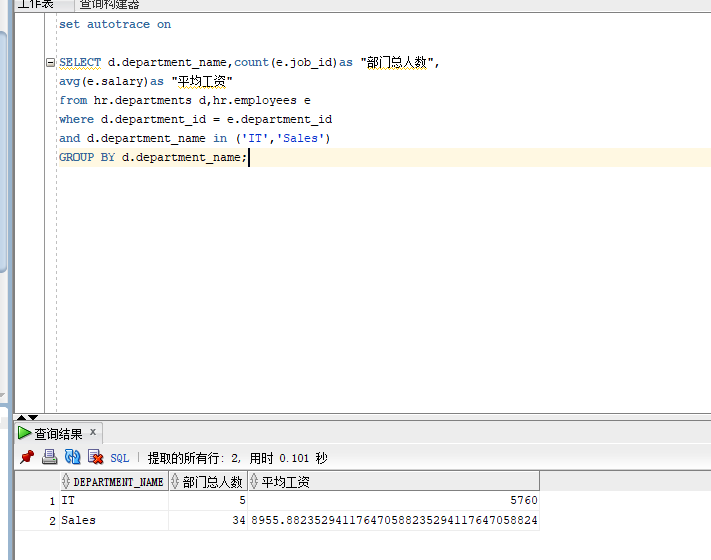 工作表 查询构建器
set autotrace on
SELECT d.department_name,count(e.job_id)as "部门总人数",
avg(e.salary)as "平均工资"
from hr.departments d,hr.employees e
where d.department_id = e.department_id
and d.department_name in ('IT','Sales')
GROUP BY d.department_name;
查询结果 x
SQL | 提取的所有行: 2, 用时 0.101 秒
DEPARTMENT_NAME 部门总人数 平均工资
1 IT 5 5760
2 Sales 34 8955.88235294117647058823529411764705 8824